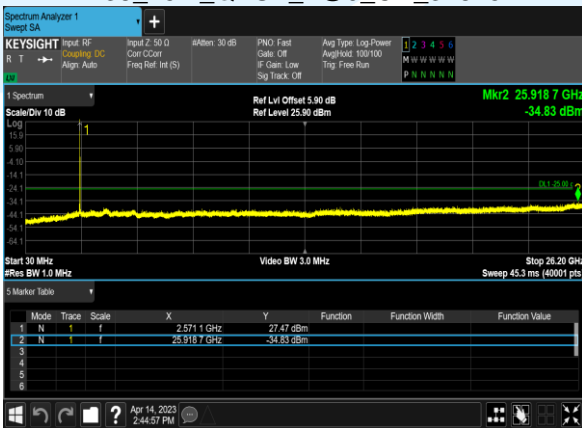 Spectrum Analyzer 1
Swept SA
KEYSIGHT Input: RF Input Z: 50 Ω #Atten: 30 dB PNO: Fast Avg Type: Log-Power 1 2 3 4 5 6
R T Coupling: DC Corr CCorr Gate: Off Avg|Hold: 100/100 M W W W W W
Align: Auto Freq Ref: Int (S) IF Gain: Low Trig: Free Run
Sig Track: Off P N N N N N
LW
1 Spectrum Ref Lvl Offset 5.90 dB Mkr2 25.918 7 GHz
Scale/Div 10 dB Ref Level 25.90 dBm -34.83 dBm
Log
1
15.9
5.90
-4.10
-14.1
-24.1 DL1 -25.00
2
-34.1
-44.1
-54.1
-64.1
Start 30 MHz Video BW 3.0 MHz Stop 26.20 GHz
#Res BW 1.0 MHz Sweep 45.3 ms (40001 pts
5 Marker Table
Mode Trace Scale X Y Function Function Width Function Value
1 N 1 f 2.571 1 GHz 27.47 dBm
2 N 1 f 25.918 7 GHz -34.83 dBm
3
4
5
6
? Apr 14, 2023
2:44:57 PM